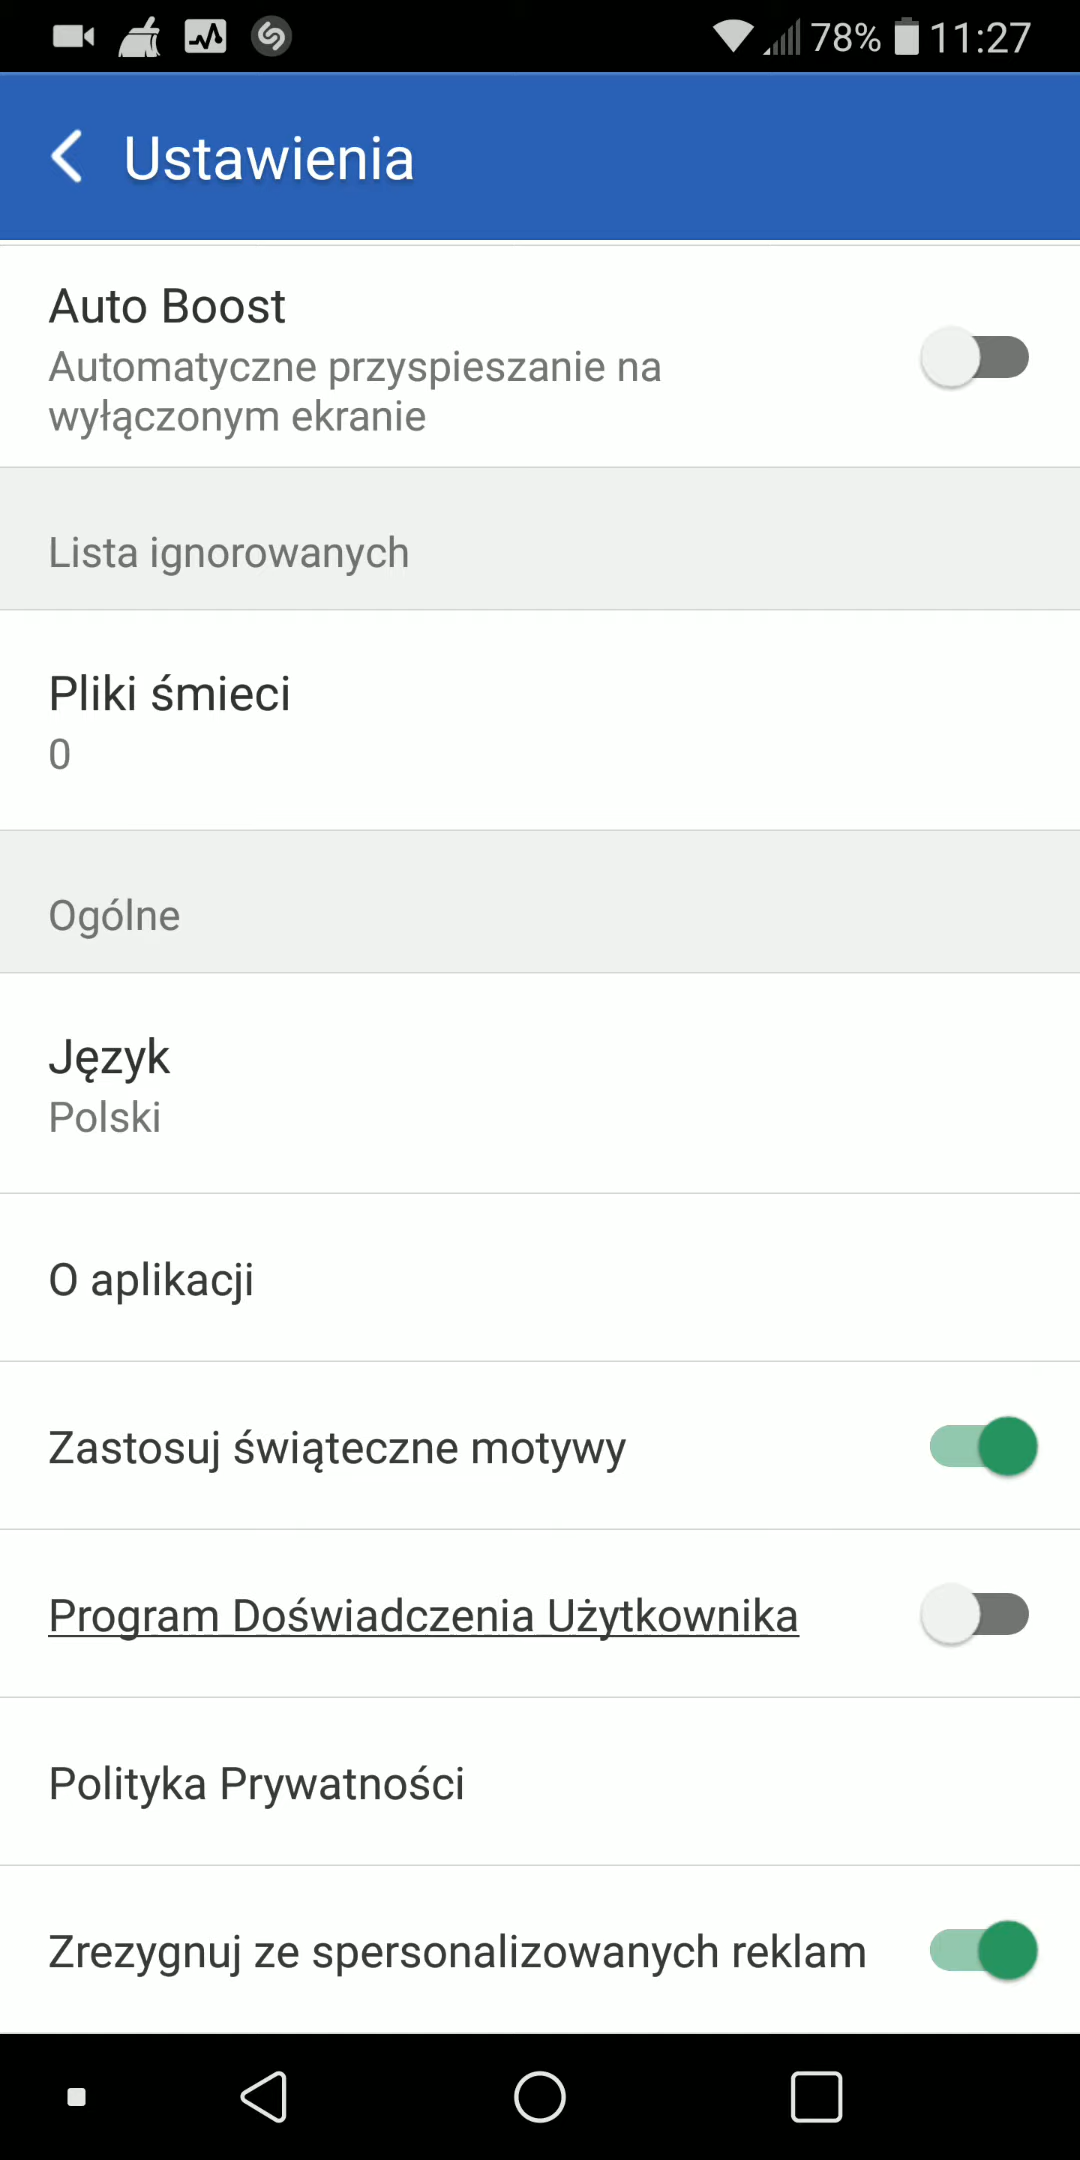 78% 11:27
Ustawienia
Auto Boost
Automatyczne przyspieszanie na
wyłączonym ekranie
Lista ignorowanych
Pliki śmieci
0
Ogólne
Język
Polski
O aplikacji
Zastosuj świąteczne motywy
Program Doświadczenia Użytkownika
Polityka Prywatności
Zrezygnuj ze spersonalizowanych reklam